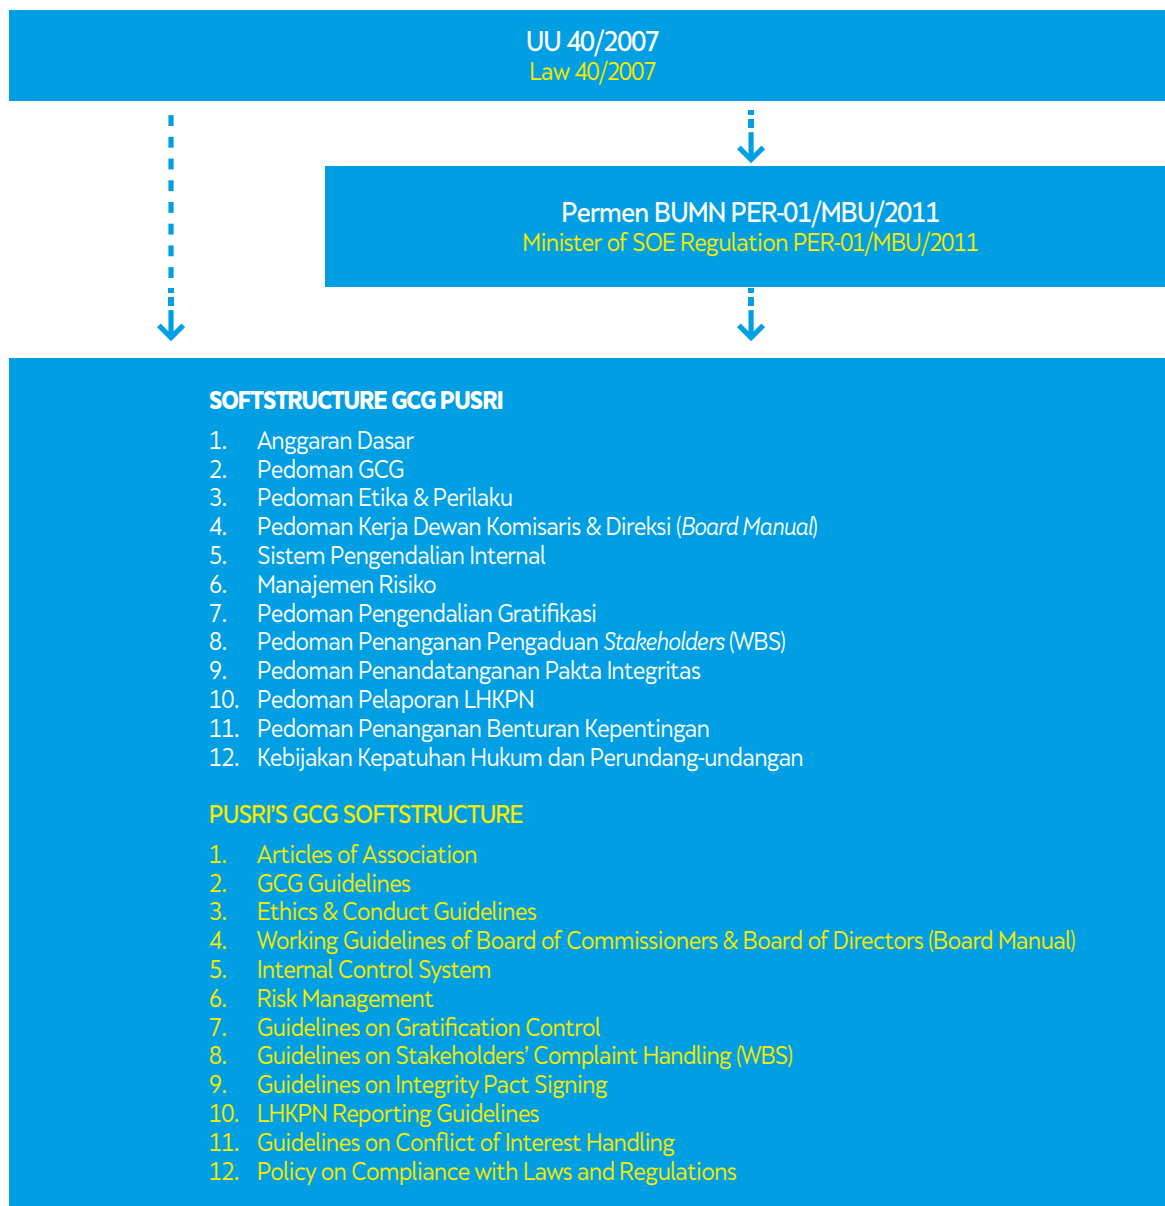 UU 40/2007
Law 40/2007
Permen BUMN PER-01/MBU/2011
Minister of SOE Regulation PER-01/MBU/2011
SOFTSTRUCTURE GCG PUSRI
1. Anggaran Dasar
2. Pedoman GCG
3. Pedoman Etika & Perilaku
4. Pedoman Kerja Dewan Komisaris & Direksi (Board Manual)
5. Sistem Pengendalian Internal
6. Manajemen Risiko
7. Pedoman Pengendalian Gratifikasi
8. Pedoman Penanganan Pengaduan Stakeholders (WBS)
9. Pedoman Penandatanganan Pakta Integritas
10. Pedoman Pelaporan LHKPN
11. Pedoman Penanganan Benturan Kepentingan
12. Kebijakan Kepatuhan Hukum dan Perundang-undangan
PUSRI'S GCG SOFTSTRUCTURE
1. Articles of Association
2. GCG Guidelines
3. Ethics & Conduct Guidelines
4. Working Guidelines of Board of Commissioners & Board of Directors (Board Manual)
5. Internal Control System
6. Risk Management
7. Guidelines on Gratification Control
8. Guidelines on Stakeholders' Complaint Handling (WBS)
9. Guidelines on Integrity Pact Signing
10. LHKPN Reporting Guidelines
11. Guidelines on Conflict of Interest Handling
12. Policy on Compliance with Laws and Regulations